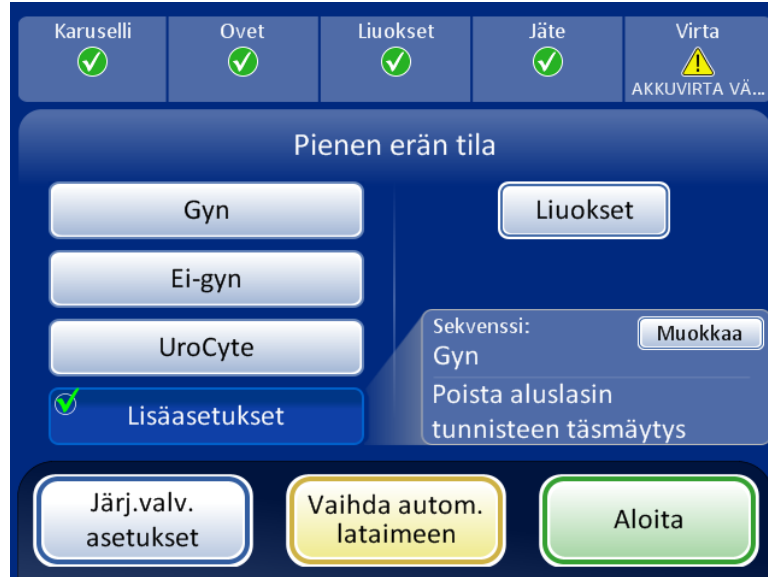 Karuselli
Ovet
Liuokset
Jäte
Virta
AKKUVIRTA VÄ...
Pienen erän tila
Gyn
Liuokset
Ei-gyn
UroCyte
Lisäasetukset
Sekvenssi:
Muokkaa
Gyn
Poista aluslasin
tunnisteen täsmäytys
Järj.valv.
asetukset
Vaihda autom.
lataimeen
Aloita